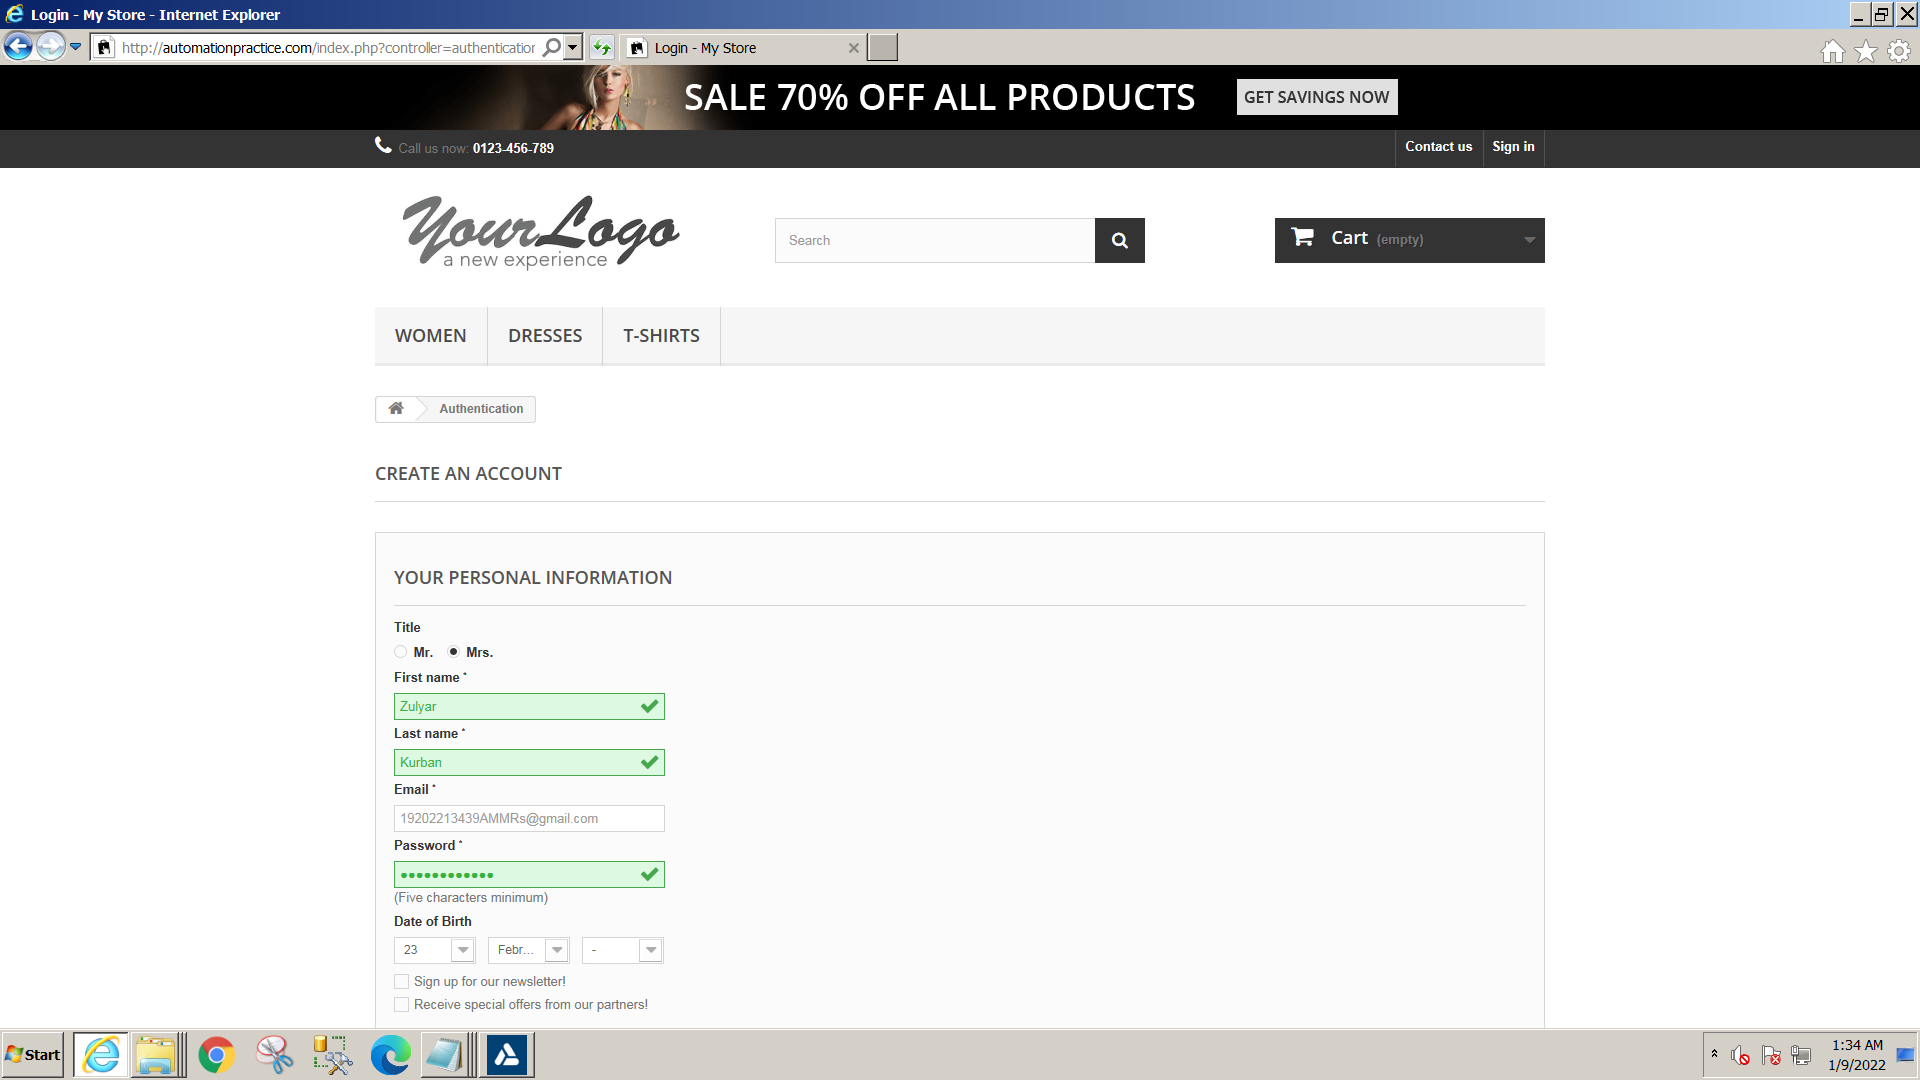 Login - My Store - Internet Explorer
http://automationpractice.com/index.php?controller=authentication
Login - My Store
SALE 70% OFF ALL PRODUCTS
GET SAVINGS NOW
Call us now: 0123-456-789
Contact us
Sign in
YourLogo
a new experience
Search
Cart (empty)
WOMEN
DRESSES
T-SHIRTS
Authentication
CREATE AN ACCOUNT
YOUR PERSONAL INFORMATION
Title
Mr.
Mrs.
First name *
Zulyar
Last name *
Kurban
Email *
19202213439AMMRs@gmail.com
Password *
(Five characters minimum)
Date of Birth
23
Febr...
-
Sign up for our newsletter!
Receive special offers from our partners!
Start
1:34 AM
1/9/2022